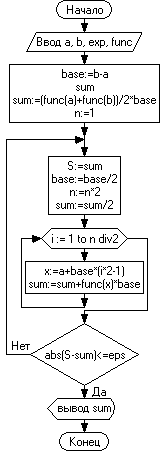 Начало
Ввод a, b, exp, func
base:=b-a
sum
sum:=(func(a)+func(b))/2*base
n:=1
S:=sum
base:=base/2
n:=n*2
sum:=sum/2
i := 1 to n div2
x:=a+base*(i*2-1)
sum:=sum+func(x)*base
Нет
abs(S-sum)<=eps
Да
вывод sum
Конец